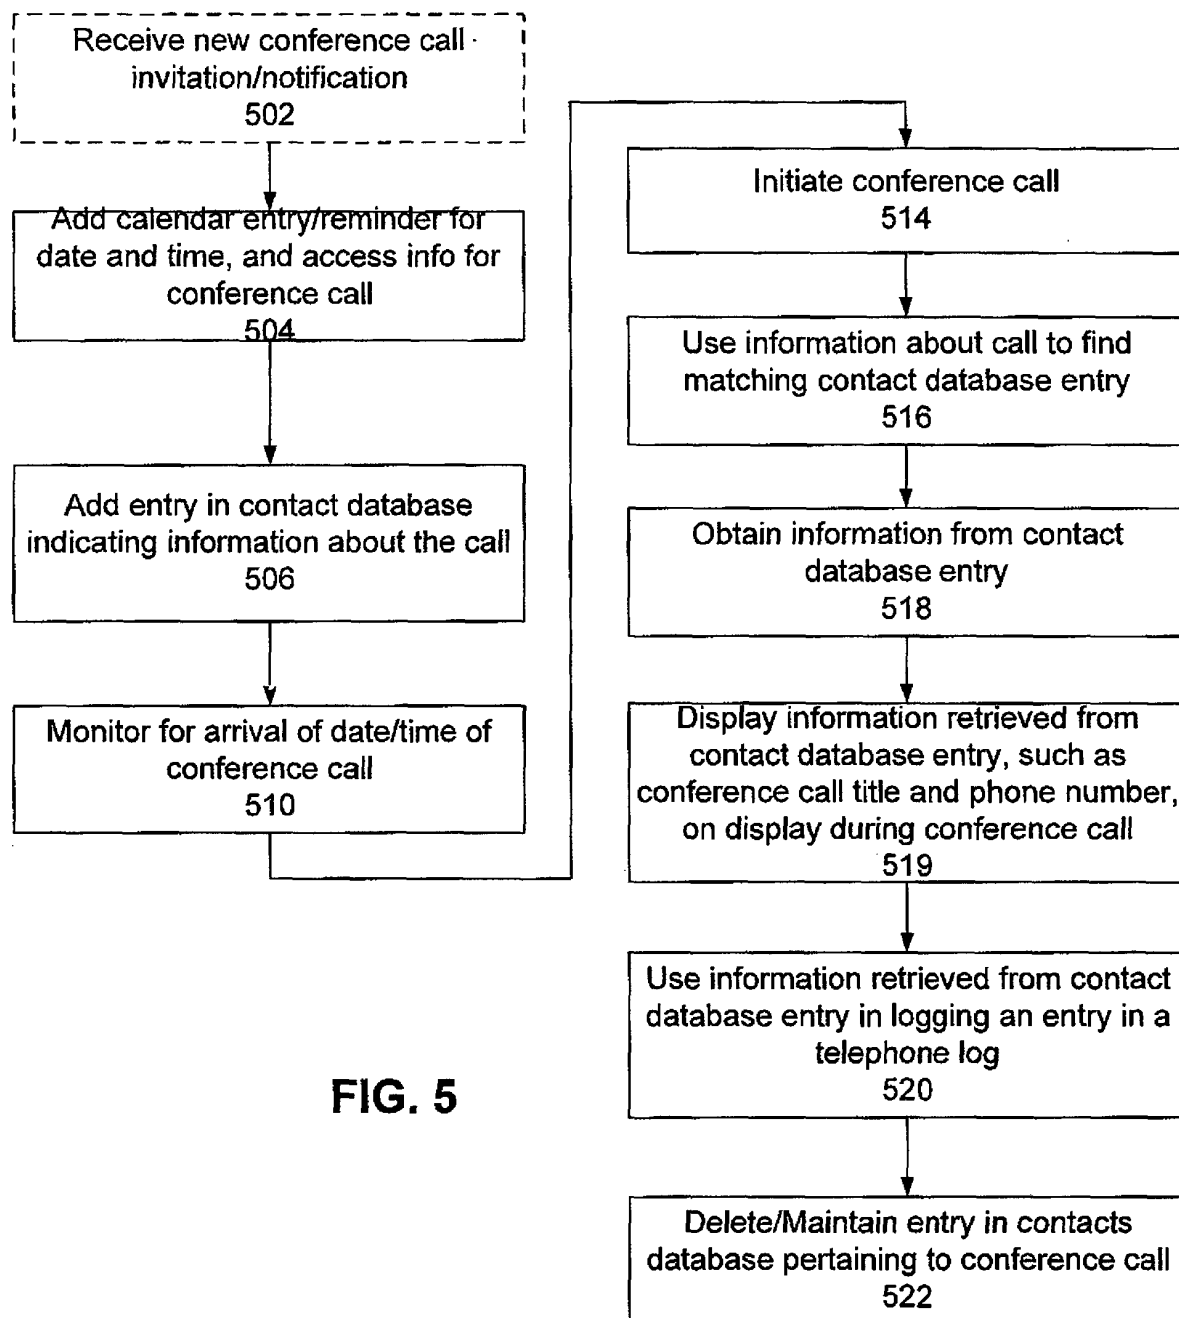 Receive new conference call
invitation/notification
502
Add calendar entry/reminder for
date and time, and access info for
conference call
504
Add entry in contact database
indicating information about the call
506
Monitor for arrival of date/time of
conference call
510
Initiate conference call
514
Use information about call to find
matching contact database entry
516
Obtain information from contact
database entry
518
Display information retrieved from
contact database entry, such as
conference call title and phone number,
on display during conference call
519
Use information retrieved from contact
database entry in logging an entry in a
telephone log
520
Delete/Maintain entry in contacts
database pertaining to conference call
522
FIG. 5